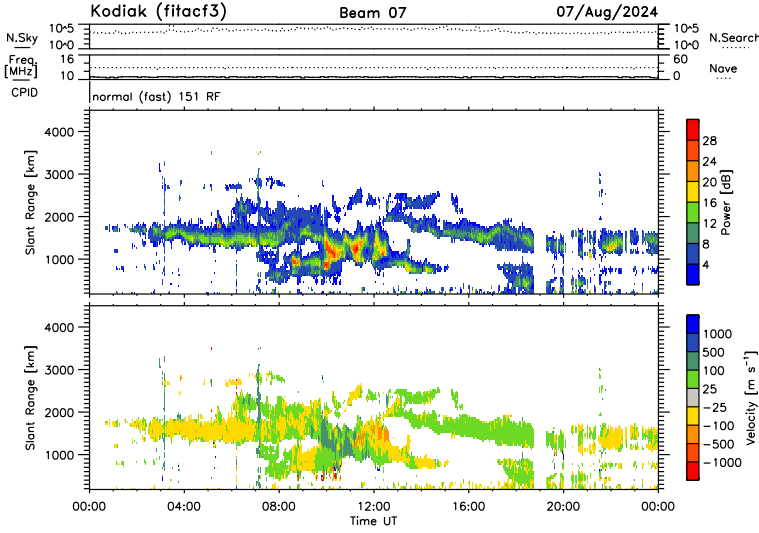 Kodiak (fitacf3) Beam 07 07/Aug/2024
N.Sky 10^5 10^0 10^5 10^0 N.Search
Freq. [MHz] 16 10 60 0 Nave
CPID normal (fast) 151 RF
Slant Range [km] 4000 3000 2000 1000
Power [dB] 28 24 20 16 12 8 4
Slant Range [km] 4000 3000 2000 1000
Velocity [m s⁻¹] 1000 500 100 25 −25 −100 −500 −1000
00:00 04:00 08:00 12:00 16:00 20:00 00:00
Time UT